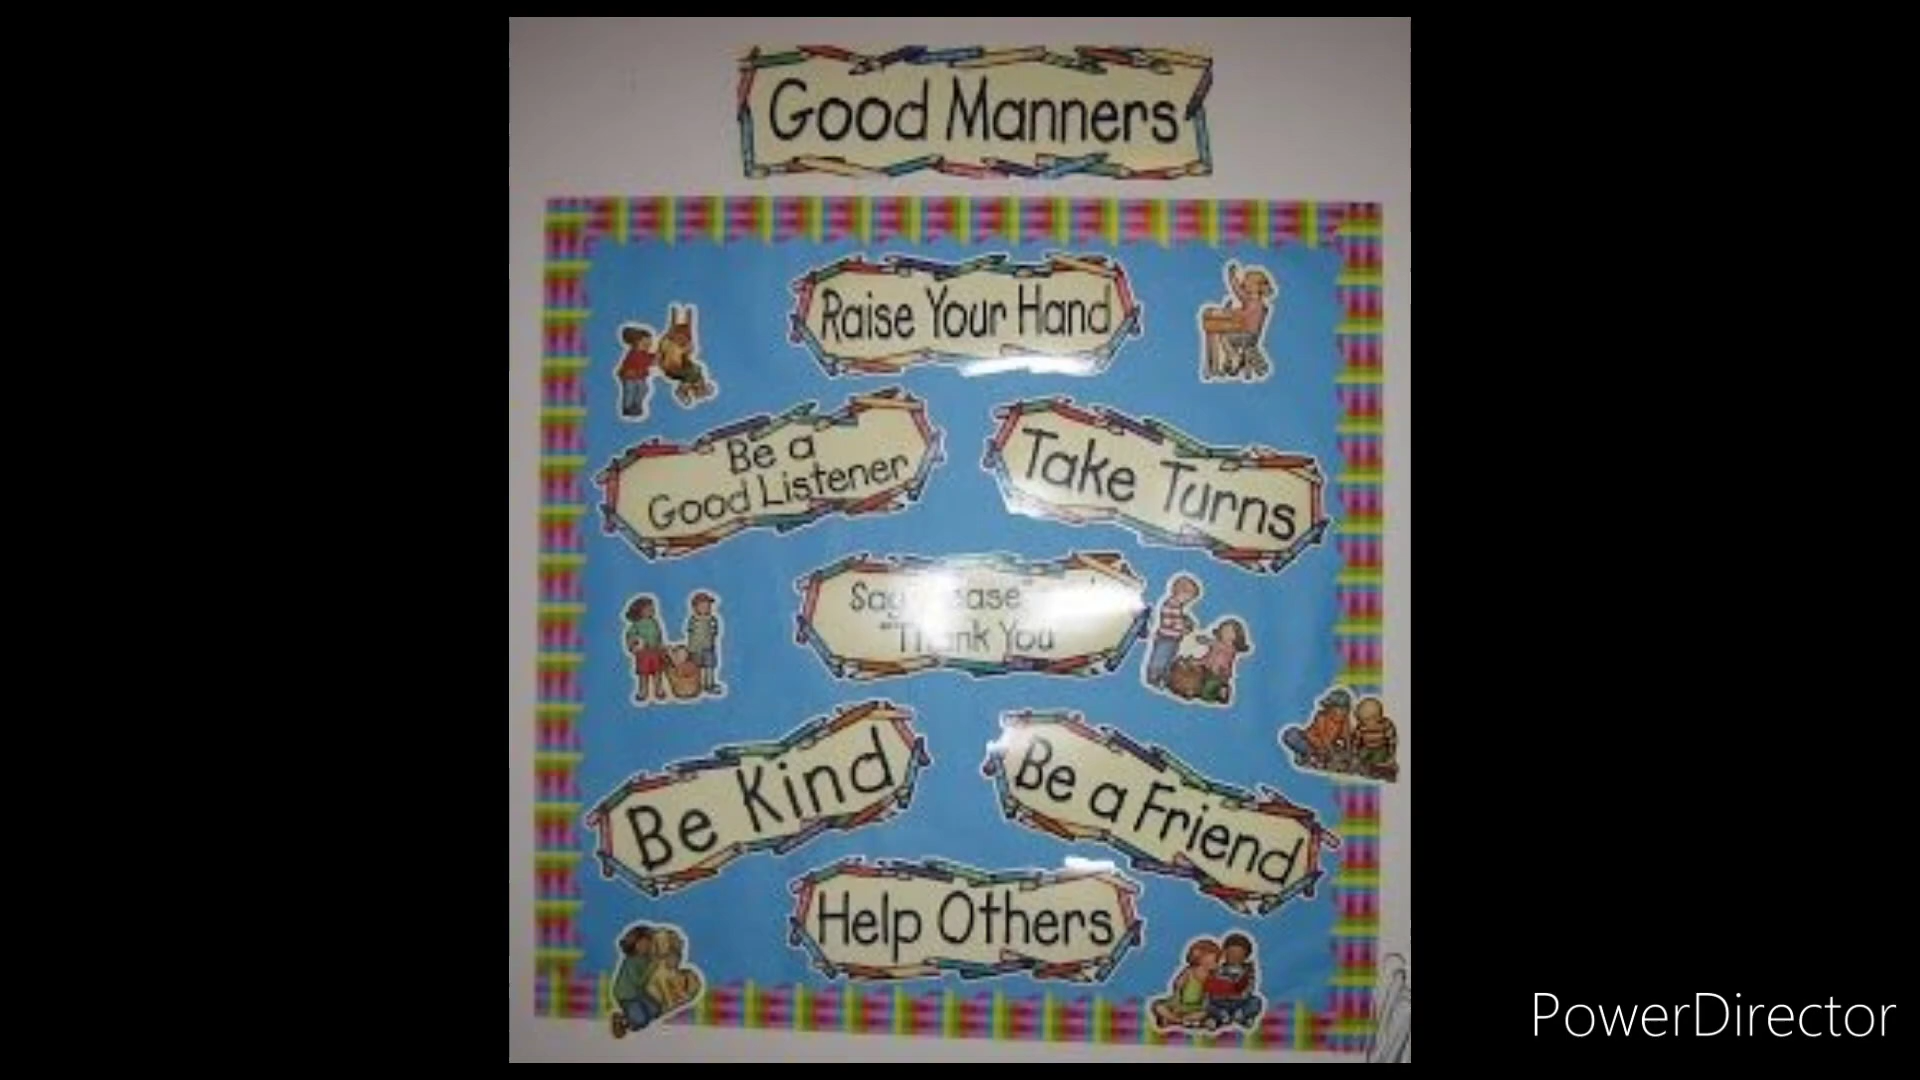 Good Manners
Raise Your Hand
Be a
Good Listener
Take Turns
Say
"Thank You
Be Kind
Be a Friend
Help Others
PowerDirector